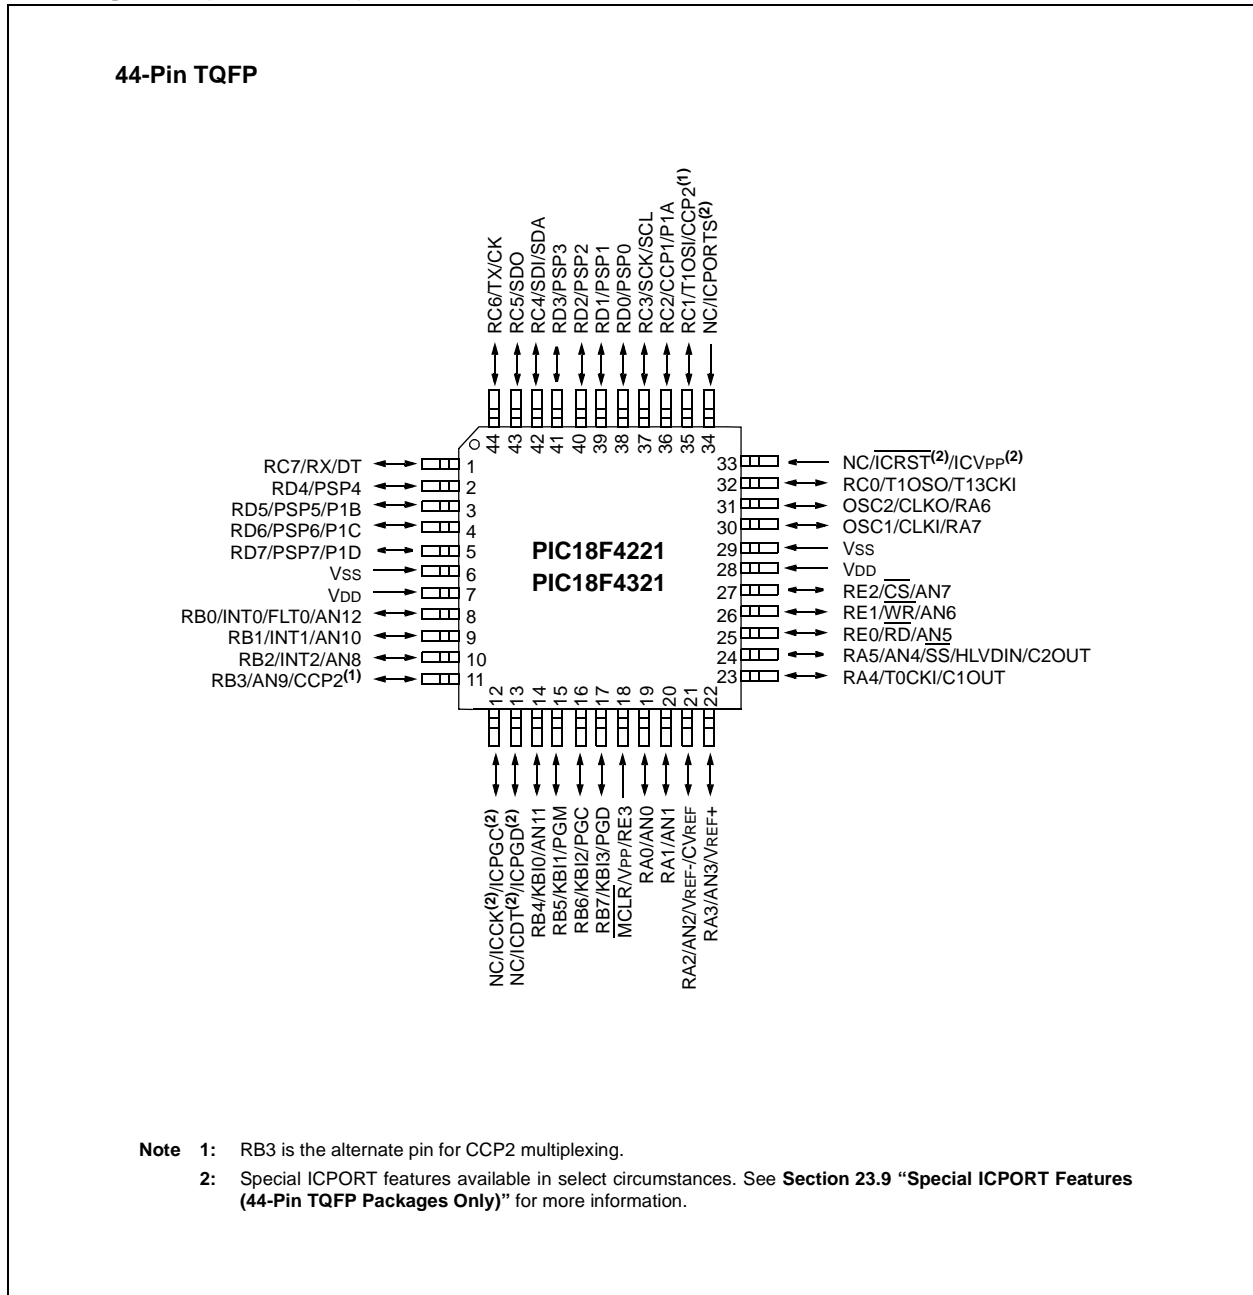 44-Pin TQFP
RC6/TX/CK
RC5/SDO
RC4/SDI/SDA
RD3/PSP3
RD2/PSP2
RD1/PSP1
RD0/PSP0
RC3/SCK/SCL
RC2/CCP1/P1A
RC1/T1OSI/CCP2(1)
NC/ICPORTS(2)
44
43
42
41
40
39
38
37
36
35
34
RC7/RX/DT 1
RD4/PSP4 2
RD5/PSP5/P1B 3
RD6/PSP6/P1C 4
RD7/PSP7/P1D 5
VSS 6
VDD 7
RB0/INT0/FLT0/AN12 8
RB1/INT1/AN10 9
RB2/INT2/AN8 10
RB3/AN9/CCP2(1) 11
PIC18F4221
PIC18F4321
33 NC/ICRST(2)/ICVPP(2)
32 RC0/T1OSO/T13CKI
31 OSC2/CLKO/RA6
30 OSC1/CLKI/RA7
29 VSS
28 VDD
27 RE2/CS/AN7
26 RE1/WR/AN6
25 RE0/RD/AN5
24 RA5/AN4/SS/HLVDIN/C2OUT
23 RA4/T0CKI/C1OUT
12
13
14
15
16
17
18
19
20
21
22
NC/ICCK(2)/ICPGC(2)
NC/ICDT(2)/ICPGD(2)
RB4/KBI0/AN11
RB5/KBI1/PGM
RB6/KBI2/PGC
RB7/KBI3/PGD
MCLR/VPP/RE3
RA0/AN0
RA1/AN1
RA2/AN2/VREF-/CVREF
RA3/AN3/VREF+
Note 1: RB3 is the alternate pin for CCP2 multiplexing.
2: Special ICPORT features available in select circumstances. See Section 23.9 “Special ICPORT Features
(44-Pin TQFP Packages Only)” for more information.